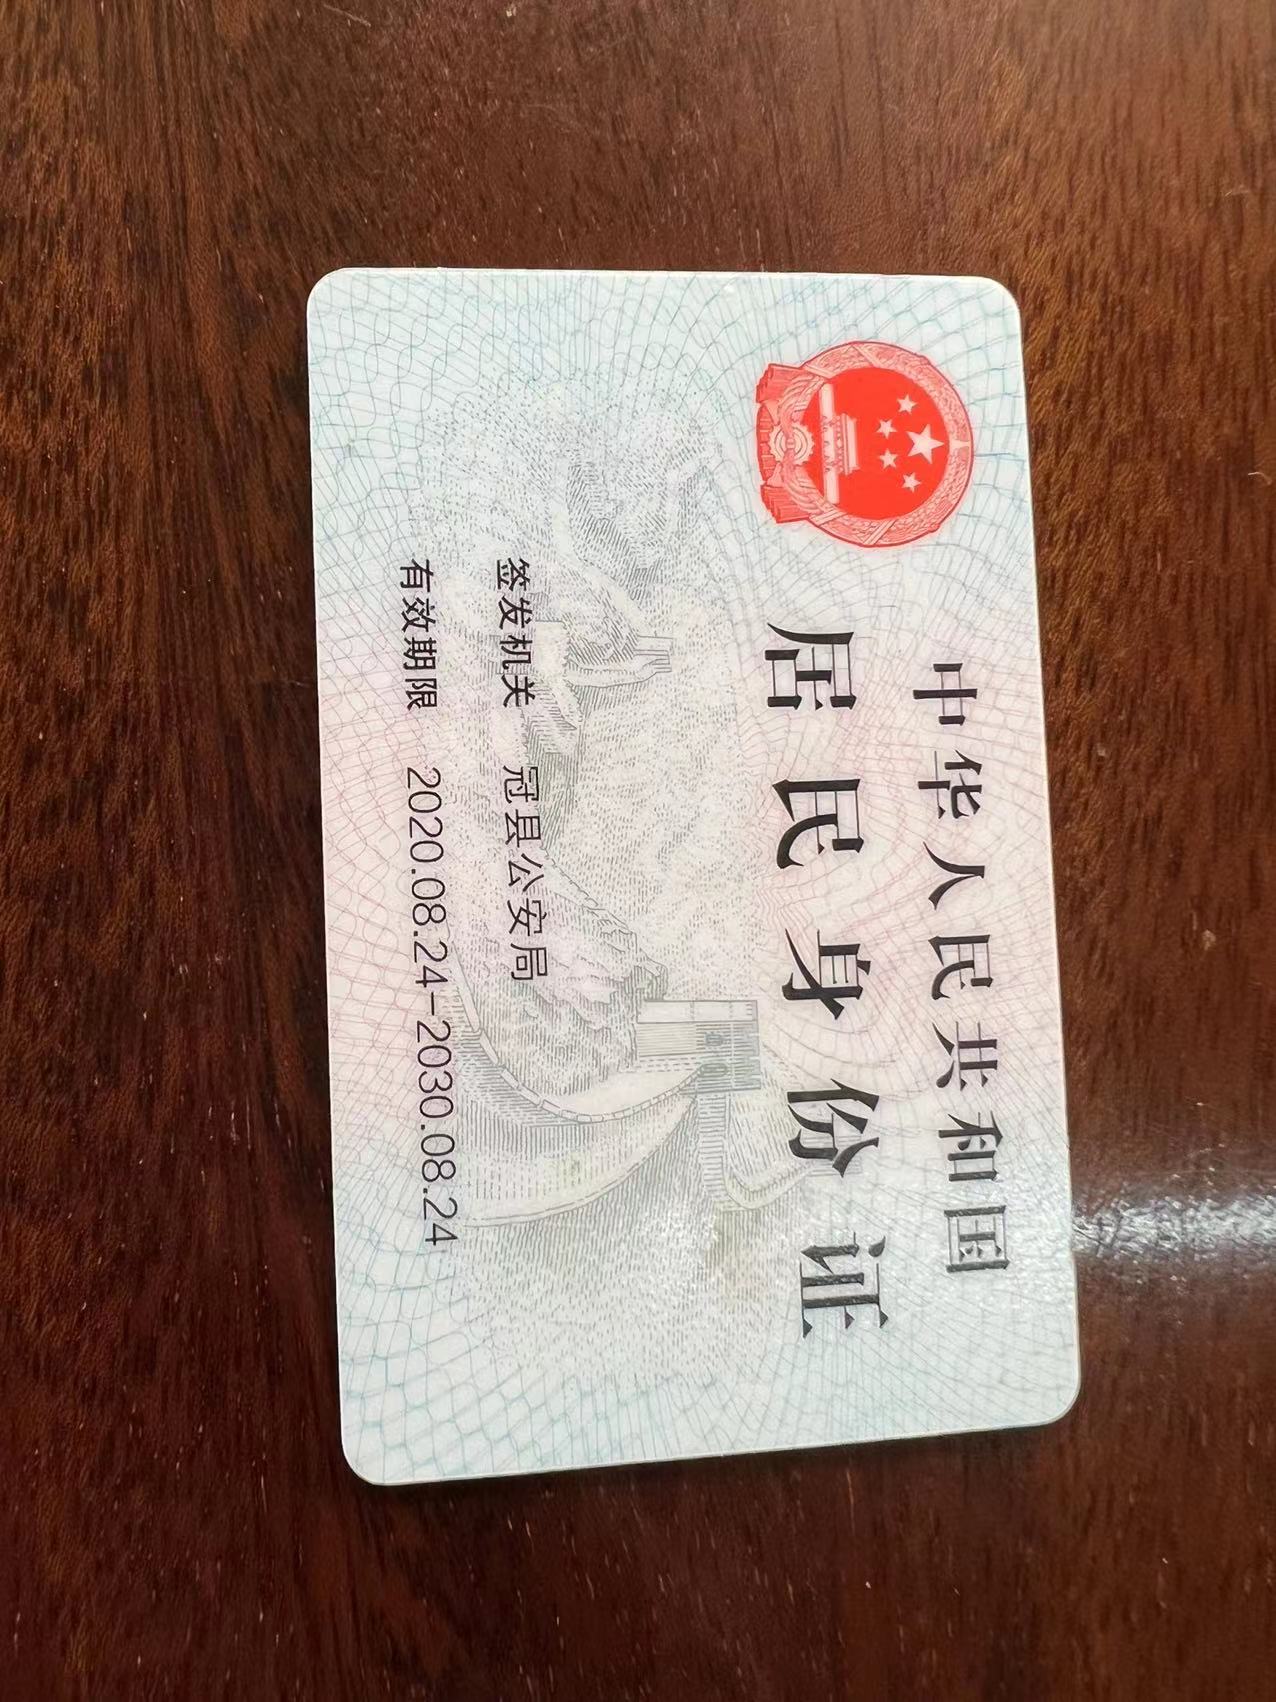 中华人民共和国
居民身份证
签发机关 冠县公安局
有效期限 2020.08.24-2030.08.24